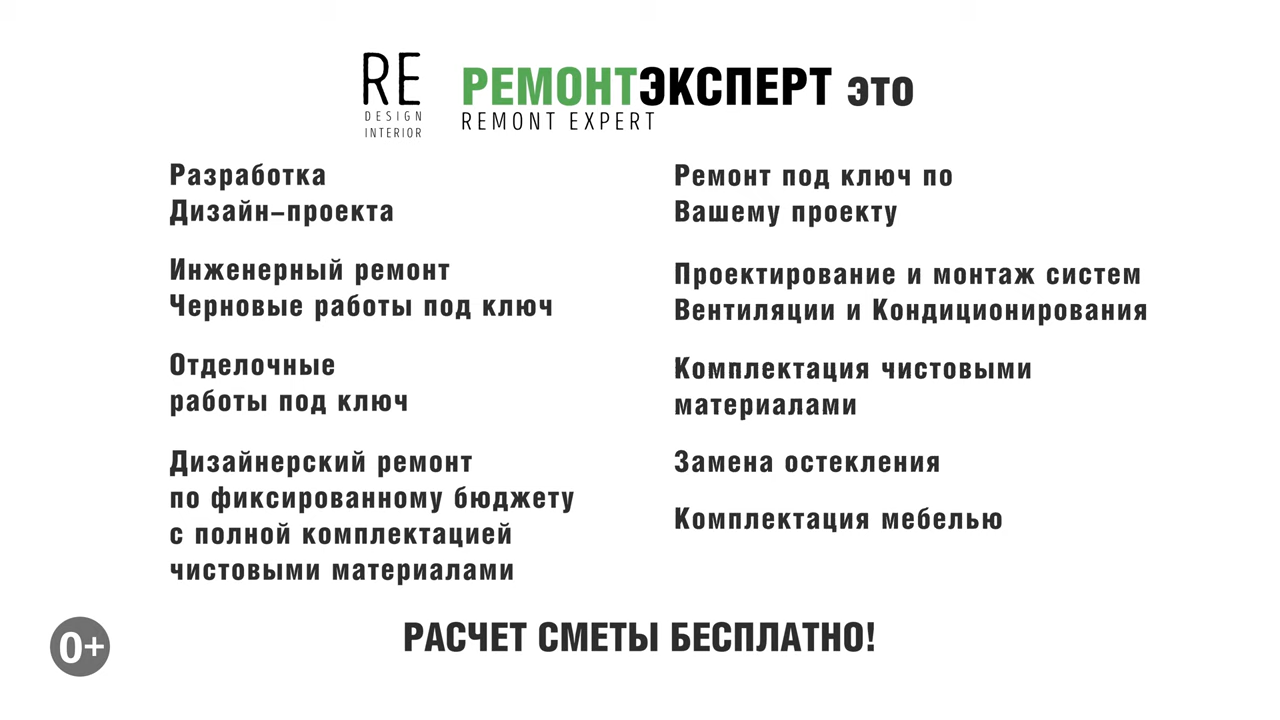 RE
DESIGN
INTERIOR
РЕМОНТЭКСПЕРТ это
REMONT EXPERT
Разработка
Дизайн–проекта
Инженерный ремонт
Черновые работы под ключ
Отделочные
работы под ключ
Дизайнерский ремонт
по фиксированному бюджету
с полной комплектацией
чистовыми материалами
Ремонт под ключ по
Вашему проекту
Проектирование и монтаж систем
Вентиляции и Кондиционирования
Комплектация чистовыми
материалами
Замена остекления
Комплектация мебелью
РАСЧЕТ СМЕТЫ БЕСПЛАТНО!
0+